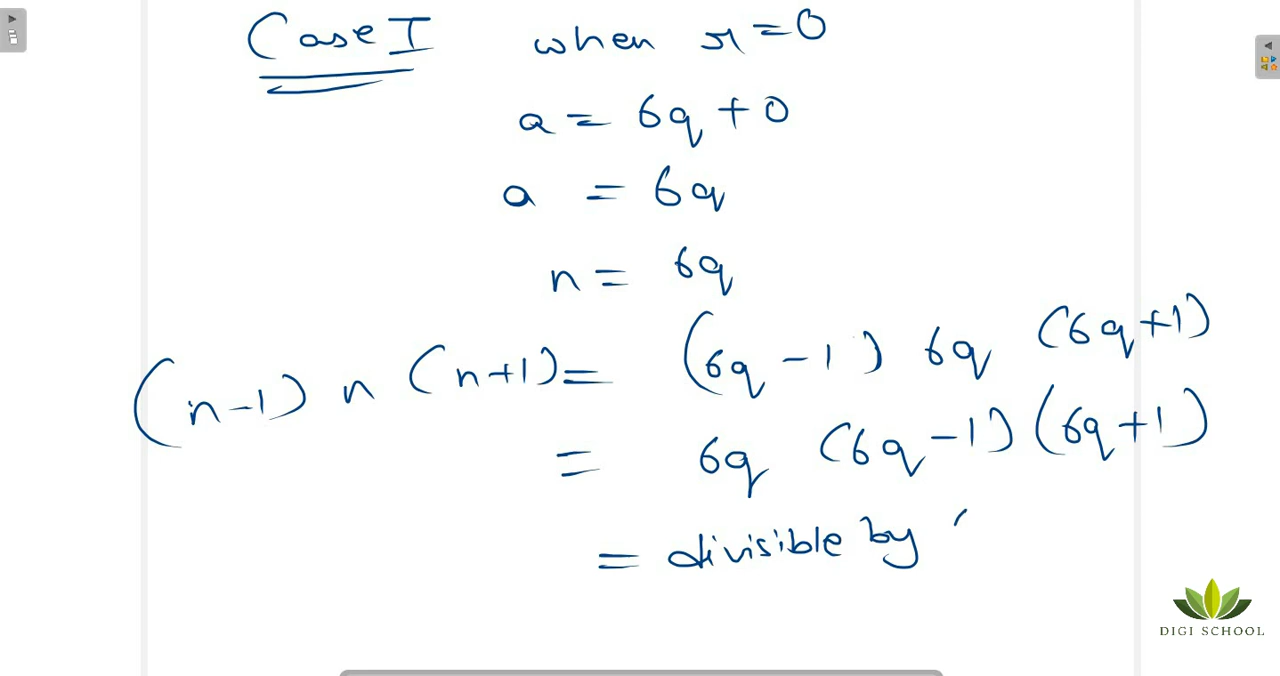 Case I when r=0
a = 6q + 0
a = 6q
n = 6q
(n-1) n (n+1) = (6q - 1) 6q (6q+1)
= 6q (6q-1) (6q+1)
= divisible by
DIGI SCHOOL